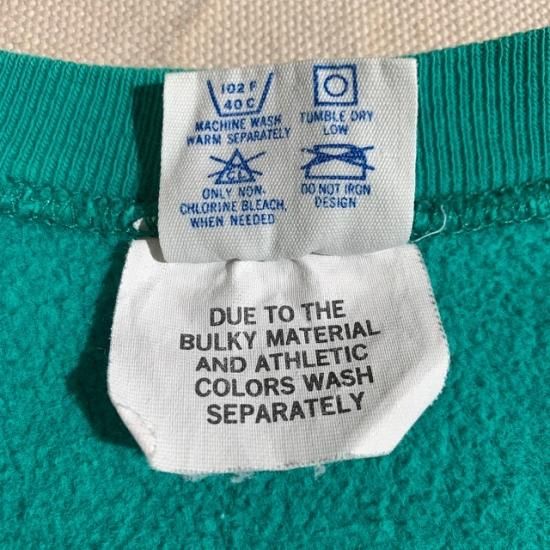 102 F
40 C
MACHINE WASH
WARM SEPARATELY
TUMBLE DRY
LOW
CL
ONLY NON-
CHLORINE BLEACH,
WHEN NEEDED
DO NOT IRON
DESIGN
DUE TO THE
BULKY MATERIAL
AND ATHLETIC
COLORS WASH
SEPARATELY